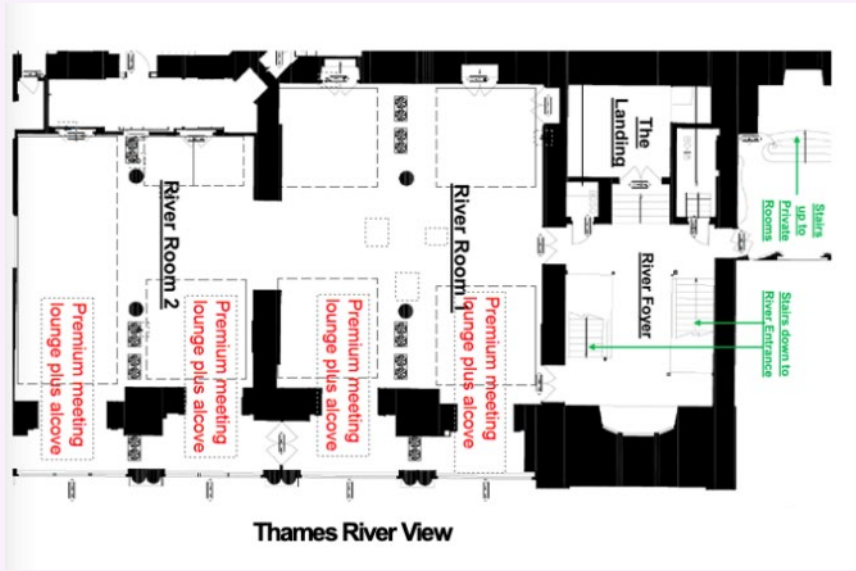 The
Landing
Stairs
up to
Private
Rooms
River Room 2
River Room 1
River Foyer
Stairs down to
River Entrance
Premium meeting
lounge plus alcove
Premium meeting
lounge plus alcove
Premium meeting
lounge plus alcove
Premium meeting
lounge plus alcove
Thames River View